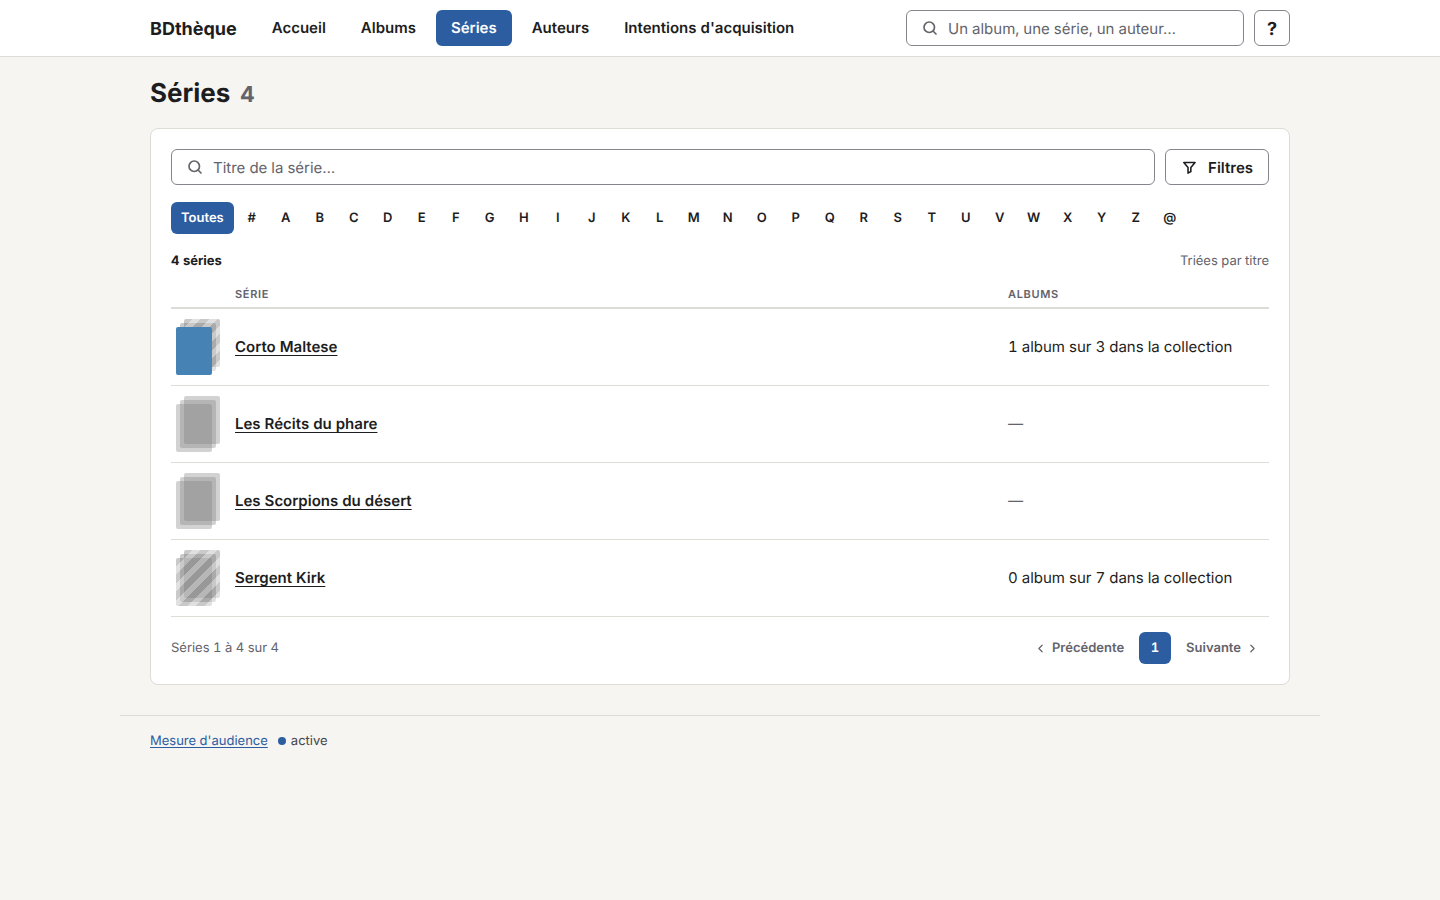 BDthèque Accueil Albums Séries Auteurs Intentions d'acquisition Un album, une série, un auteur... ?
Séries 4
Titre de la série... Filtres
Toutes # A B C D E F G H I J K L M N O P Q R S T U V W X Y Z @
4 séries Triées par titre
SÉRIE ALBUMS
Corto Maltese 1 album sur 3 dans la collection
Les Récits du phare —
Les Scorpions du désert —
Sergent Kirk 0 album sur 7 dans la collection
Séries 1 à 4 sur 4 Précédente 1 Suivante
Mesure d'audience active